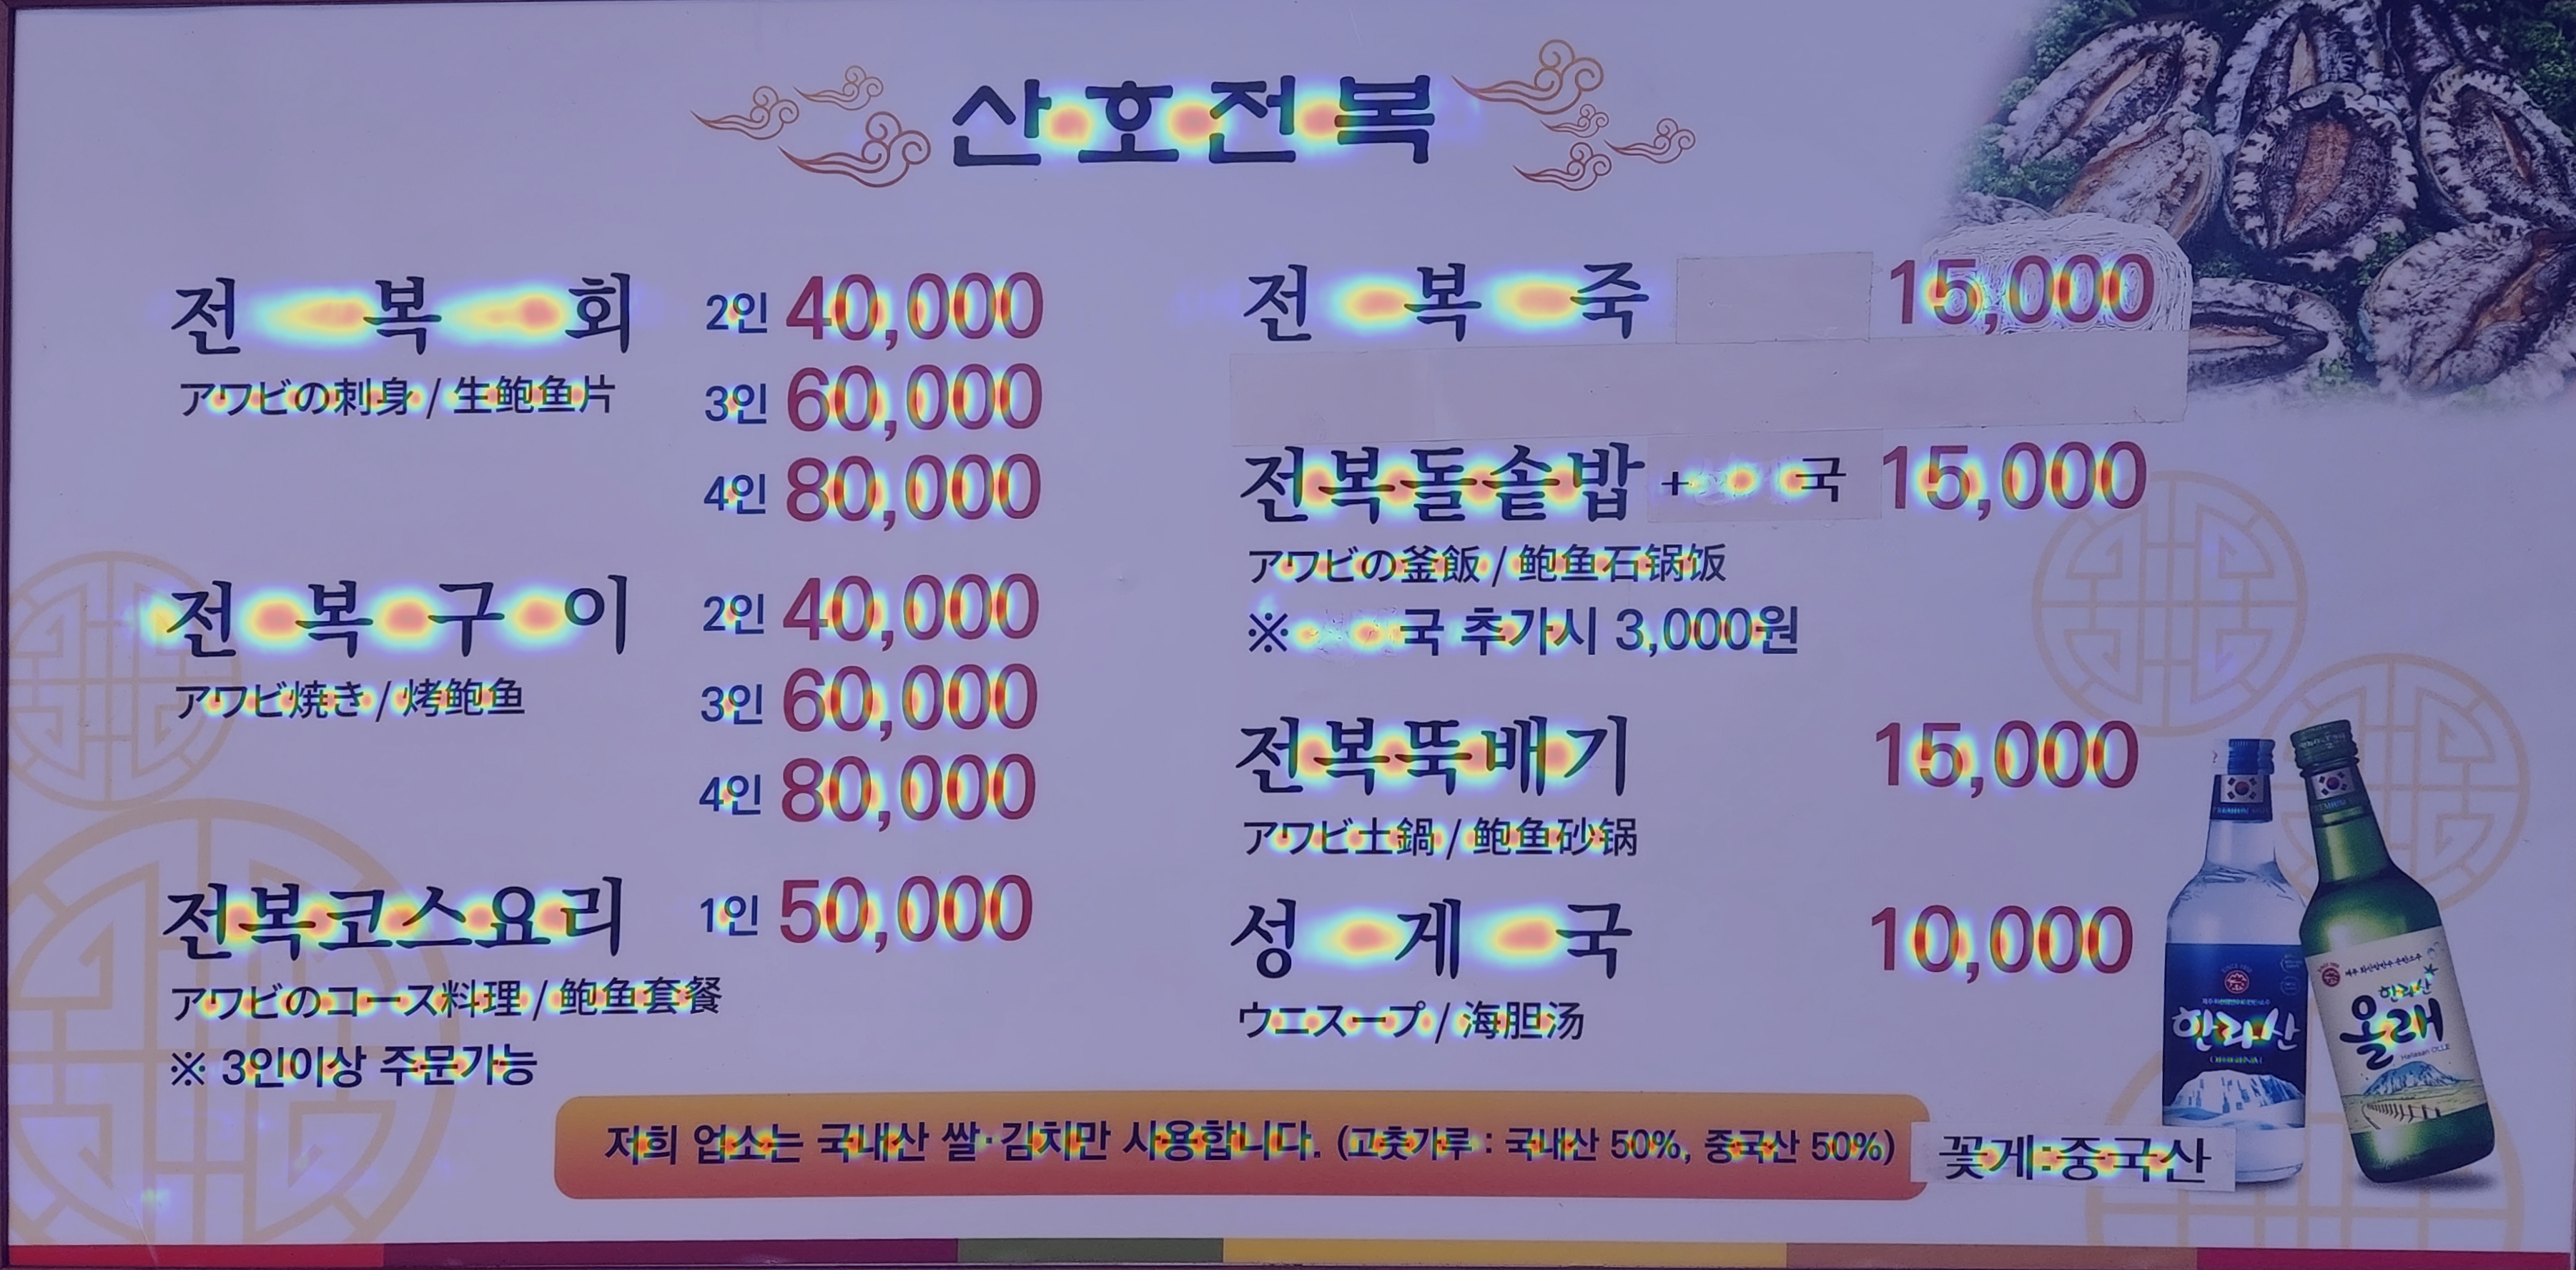 산호전복
전 복 회 2인 40,000
アワビの刺身 / 生鲍鱼片
3인 60,000
4인 80,000
전 복 구 이 2인 40,000
アワビ焼き / 烤鲍鱼
3인 60,000
4인 80,000
전복코스요리 1인 50,000
アワビのコース料理 / 鲍鱼套餐
※ 3인이상 주문가능
전 복 죽 15,000
전복돌솥밥 + 국 15,000
アワビの釜飯 / 鲍鱼石锅饭
※ 국 추가시 3,000원
전복뚝배기 15,000
アワビ土鍋 / 鲍鱼砂锅
성 게 국 10,000
ウニスープ / 海胆汤
저희 업소는 국내산 쌀·김치만 사용합니다. (고춧가루 : 국내산 50%, 중국산 50%)
꽃게:중국산
한라산
한라산
올래